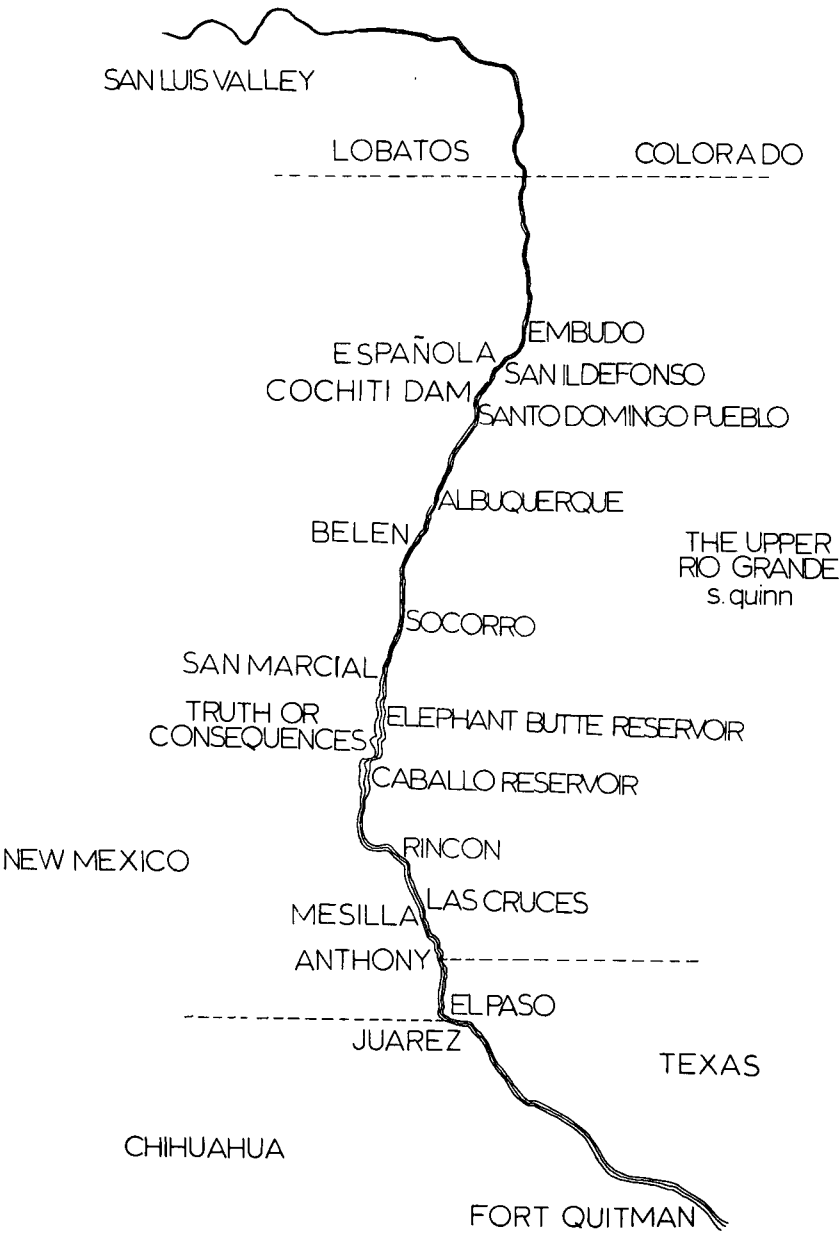 SAN LUIS VALLEY
LOBATOS
COLORADO
EMBUDO
ESPAÑOLA
SAN ILDEFONSO
COCHITI DAM
SANTO DOMINGO PUEBLO
ALBUQUERQUE
BELEN
THE UPPER
RIO GRANDE
s. quinn
SOCORRO
SAN MARCIAL
TRUTH OR
CONSEQUENCES
ELEPHANT BUTTE RESERVOIR
CABALLO RESERVOIR
RINCON
NEW MEXICO
LAS CRUCES
MESILLA
ANTHONY
EL PASO
JUAREZ
TEXAS
CHIHUAHUA
FORT QUITMAN